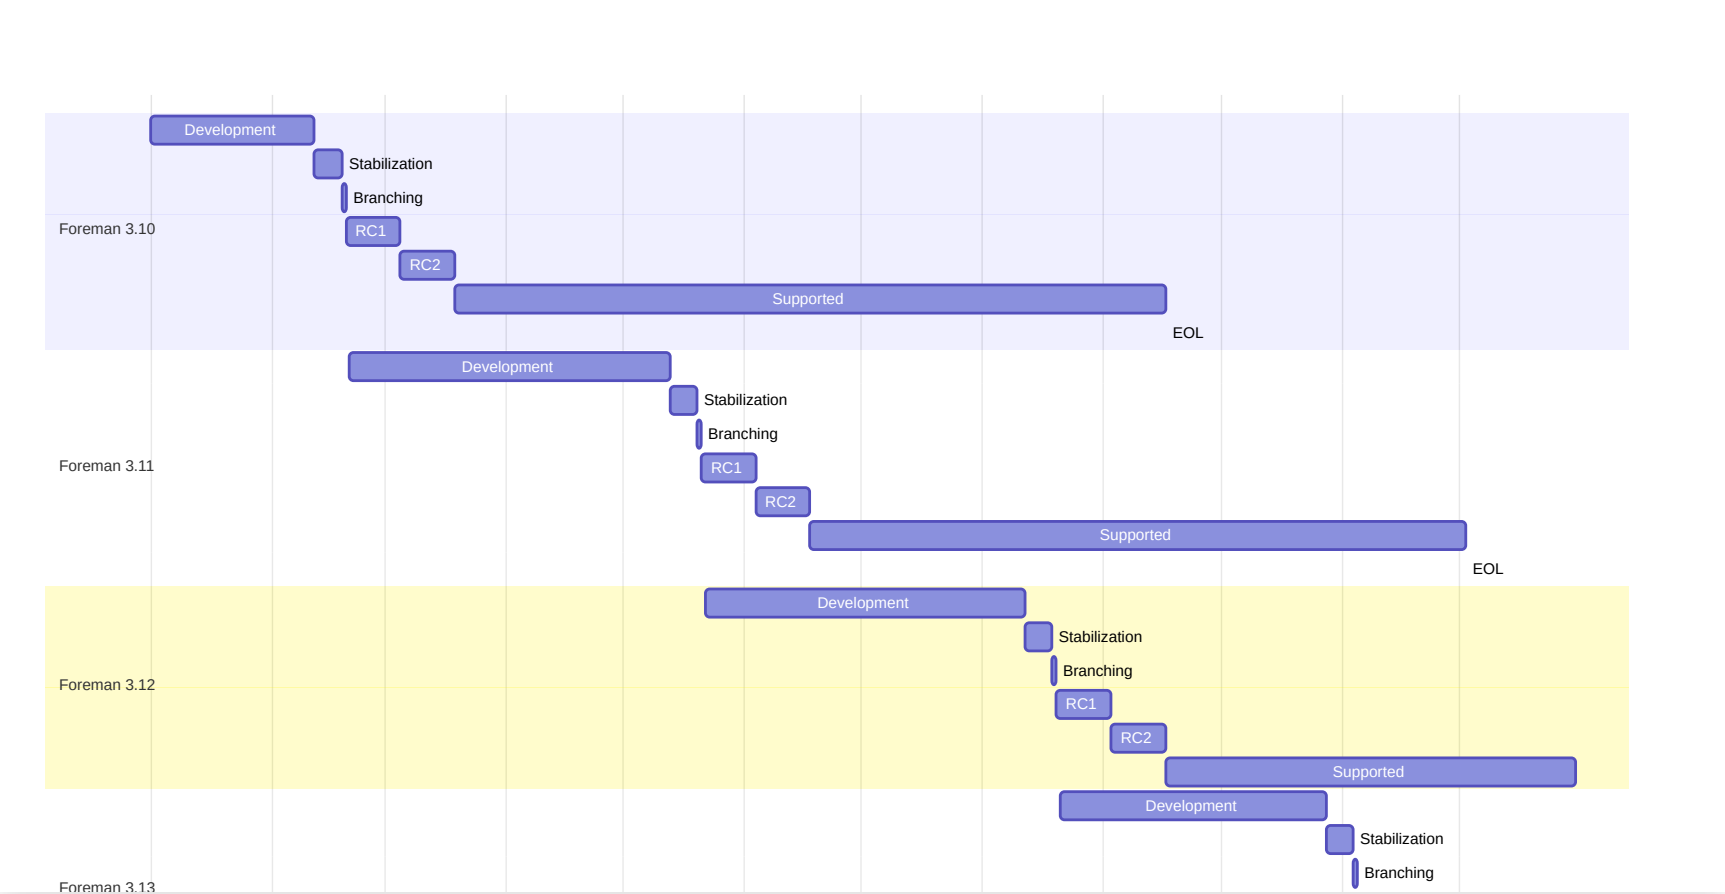 Development
Stabilization
Branching
Foreman 3.10
RC1
RC2
Supported
EOL
Development
Stabilization
Branching
Foreman 3.11
RC1
RC2
Supported
EOL
Development
Stabilization
Branching
Foreman 3.12
RC1
RC2
Supported
Development
Stabilization
Branching
Foreman 3.13